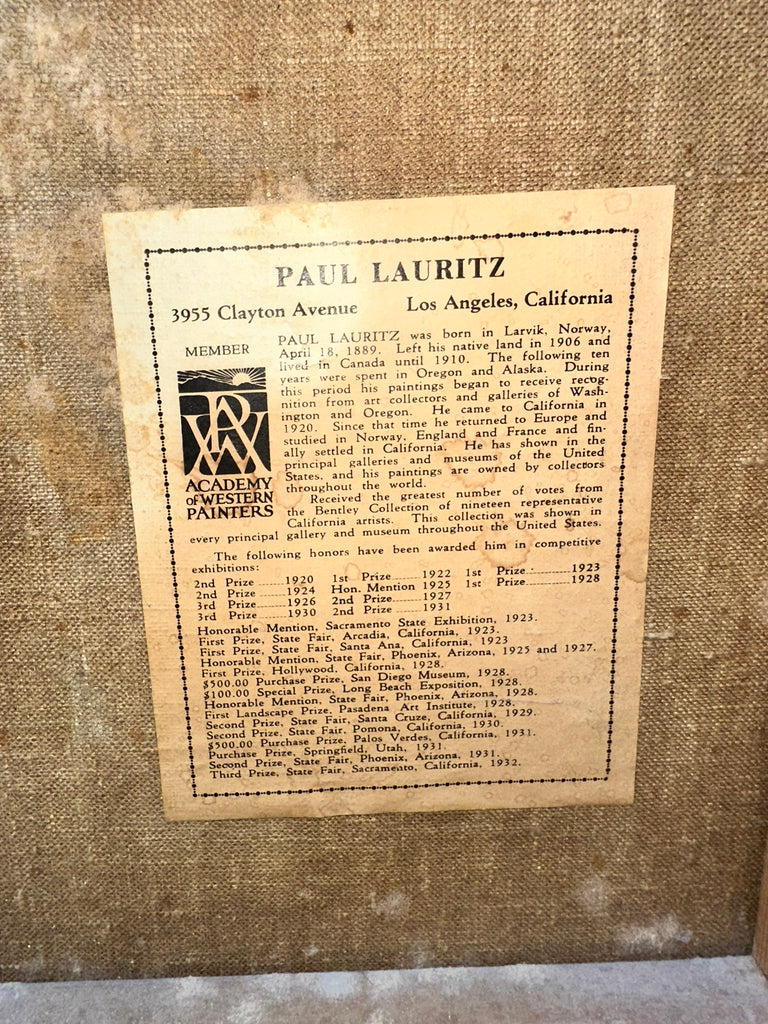 PAUL LAURITZ
3955 Clayton Avenue Los Angeles, California
MEMBER
AWP
ACADEMY
OF WESTERN
PAINTERS
PAUL LAURITZ was born in Larvik, Norway,
April 18, 1889. Left his native land in 1906 and
lived in Canada until 1910. The following ten
years were spent in Oregon and Alaska. During
this period his paintings began to receive recog-
nition from art collectors and galleries of Wash-
ington and Oregon. He came to California in
1920. Since that time he returned to Europe and
studied in Norway, England and France and fin-
ally settled in California. He has shown in the
principal galleries and museums of the United
States, and his paintings are owned by collectors
throughout the world.
Received the greatest number of votes from
the Bentley Collection of nineteen representative
California artists. This collection was shown in
every principal gallery and museum throughout the United States.
The following honors have been awarded him in competitive
exhibitions:
2nd Prize ........1920 1st Prize........1922 1st Prize........1923
2nd Prize ........1924 Hon. Mention 1925 1st Prize........1928
3rd Prize ........1926 2nd Prize........1927
3rd Prize ........1930 2nd Prize........1931
Honorable Mention, Sacramento State Exhibition, 1923.
First Prize, State Fair, Arcadia, California, 1923.
First Prize, State Fair, Santa Ana, California, 1923
Honorable Mention, State Fair, Phoenix, Arizona, 1925 and 1927.
First Prize, Hollywood, California, 1928.
$500.00 Purchase Prize, San Diego Museum, 1928.
$100.00 Special Prize, Long Beach Exposition, 1928.
Honorable Mention, State Fair, Phoenix, Arizona, 1928.
First Landscape Prize, Pasadena Art Institute, 1928.
Second Prize, State Fair, Santa Cruze, California, 1929.
Second Prize, State Fair, Pomona, California, 1930.
$500.00 Purchase Prize, Palos Verdes, California, 1931.
Purchase Prize, Springfield, Utah, 1931.
Second Prize, State Fair, Phoenix, Arizona, 1931.
Third Prize, State Fair, Sacramento, California, 1932.